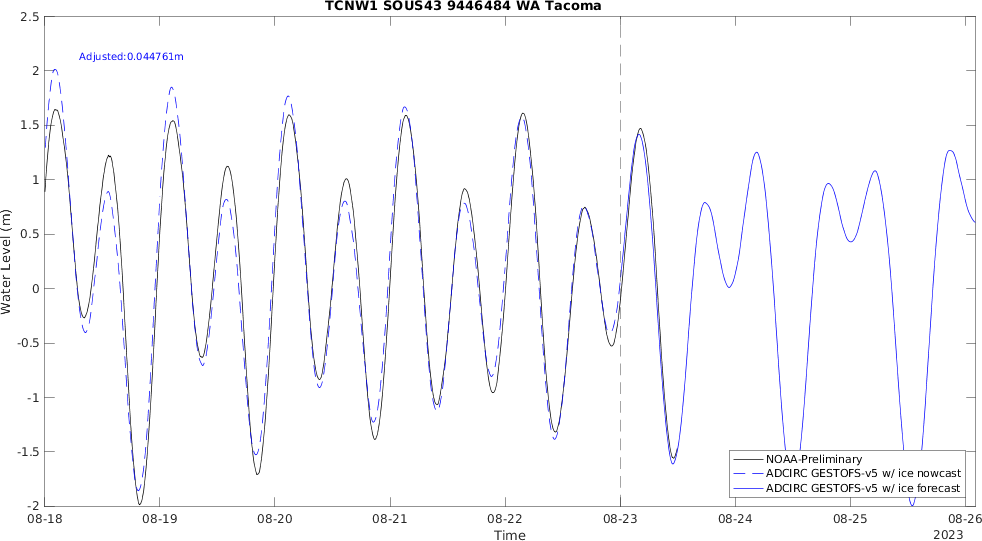 TCNW1 SOUS43 9446484 WA Tacoma
2.5
2
1.5
1
0.5
0
-0.5
-1
-1.5
-2
Water Level (m)
Adjusted:0.044761m
NOAA-Preliminary
ADCIRC GESTOFS-v5 w/ ice nowcast
ADCIRC GESTOFS-v5 w/ ice forecast
08-18 08-19 08-20 08-21 08-22 08-23 08-24 08-25 08-26
Time
2023